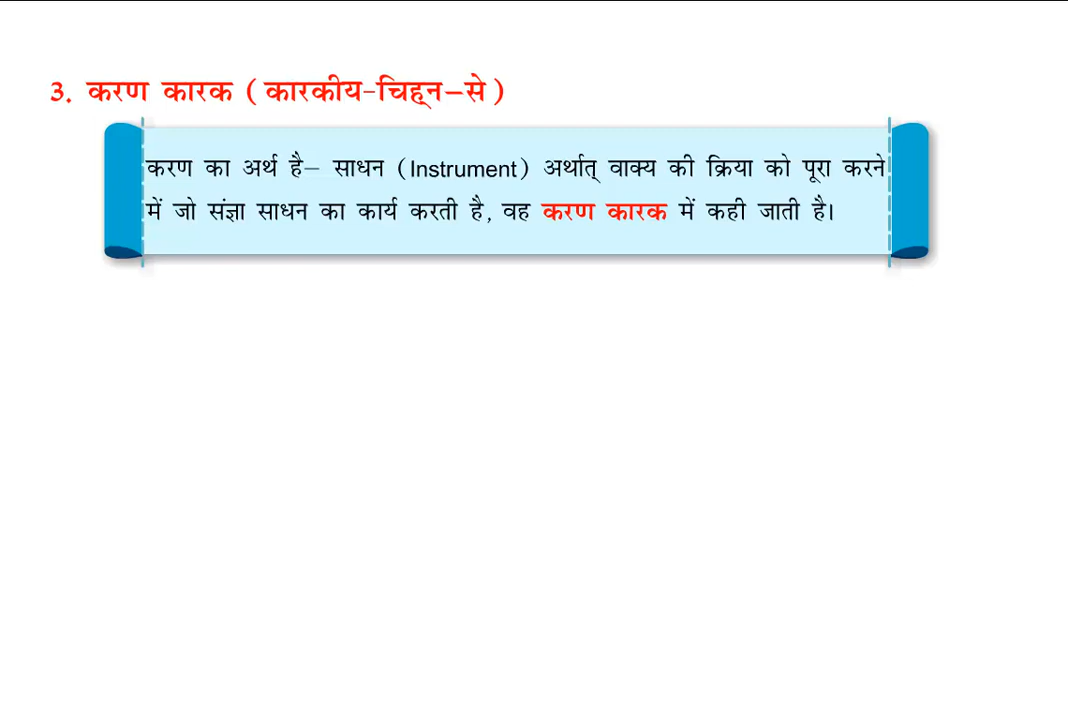 3. करण कारक (कारकीय-चिह्न–से)
करण का अर्थ है– साधन (Instrument) अर्थात् वाक्य की क्रिया को पूरा करने
में जो संज्ञा साधन का कार्य करती है, वह करण कारक में कही जाती है।